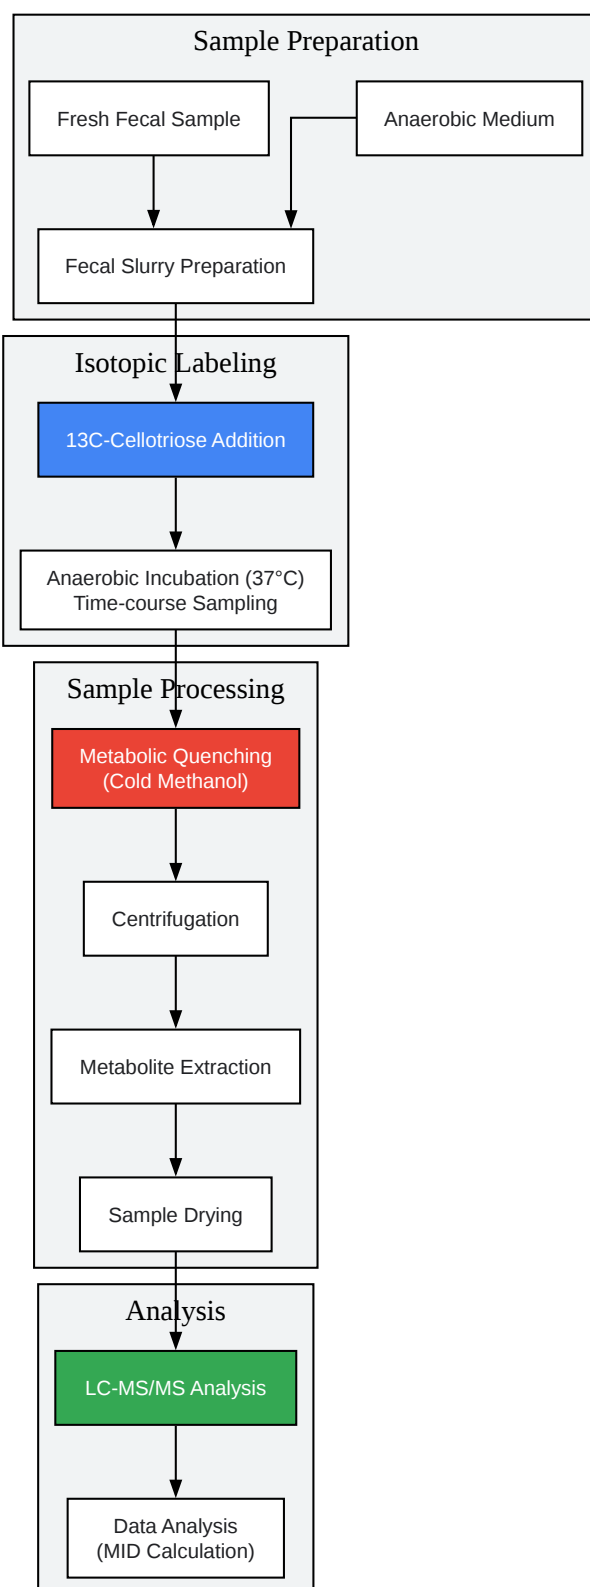 Sample Preparation
Fresh Fecal Sample
Anaerobic Medium
Fecal Slurry Preparation
Isotopic Labeling
13C-Cellotriose Addition
Anaerobic Incubation (37°C)
Time-course Sampling
Sample Processing
Metabolic Quenching
(Cold Methanol)
Centrifugation
Metabolite Extraction
Sample Drying
Analysis
LC-MS/MS Analysis
Data Analysis
(MID Calculation)